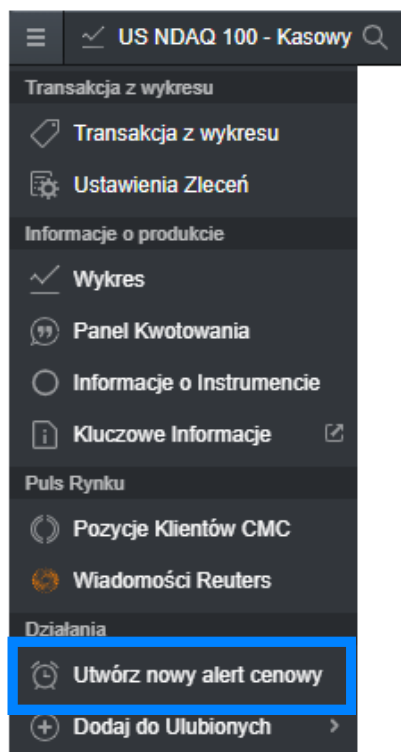 US NDAQ 100 - Kasowy
Transakcja z wykresu
Transakcja z wykresu
Ustawienia Zleceń
Informacje o produkcie
Wykres
Panel Kwotowania
Informacje o Instrumencie
Kluczowe Informacje
Puls Rynku
Pozycje Klientów CMC
Wiadomości Reuters
Działania
Utwórz nowy alert cenowy
Dodaj do Ulubionych